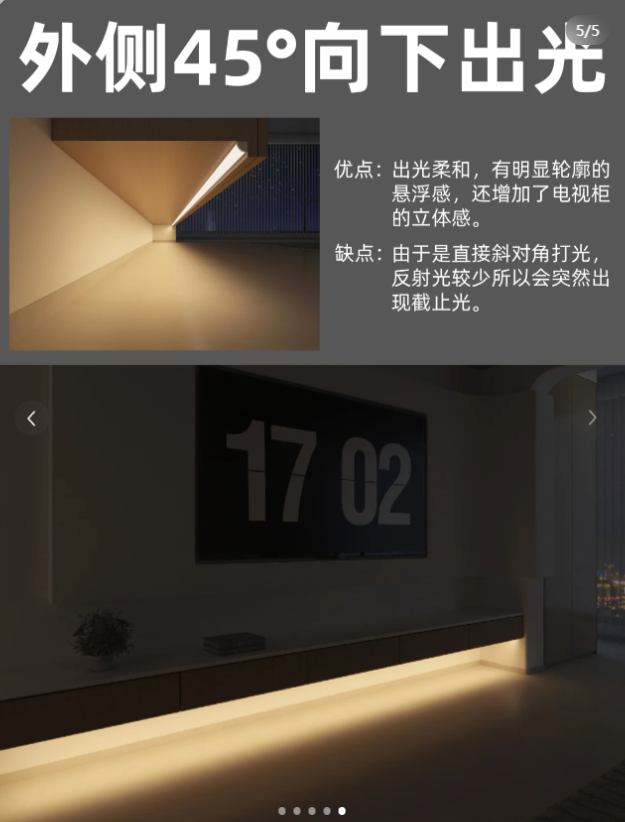 外侧45°向下出光
5/5
优点：出光柔和，有明显轮廓的
悬浮感，还增加了电视柜
的立体感。
缺点：由于是直接斜对角打光，
反射光较少所以会突然出
现截止光。
17 02